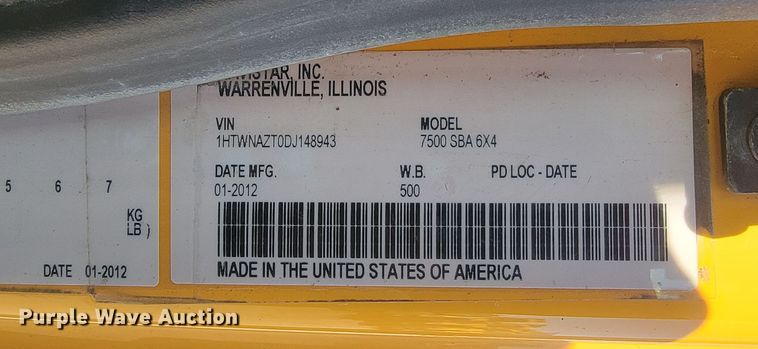 INC.
WARRENVILLE, ILLINOIS
VIN MODEL
1HTWNAZT0DJ148943 7500 SBA 6X4
DATE MFG. W.B. PD LOC - DATE
01-2012 500
MADE IN THE UNITED STATES OF AMERICA
5 6 7
KG
LB )
DATE 01-2012
Purple Wave Auction